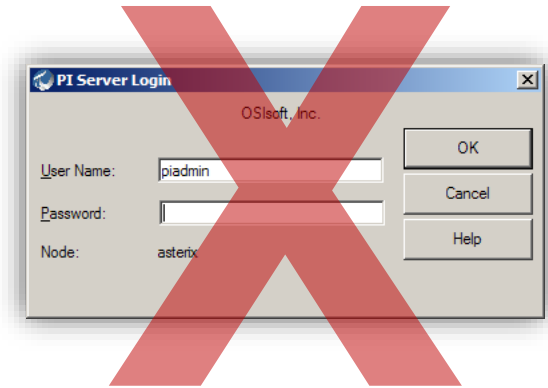 PI Server Login
OSIsoft, Inc.
User Name: piadmin
Password:
Node: asterix
OK
Cancel
Help